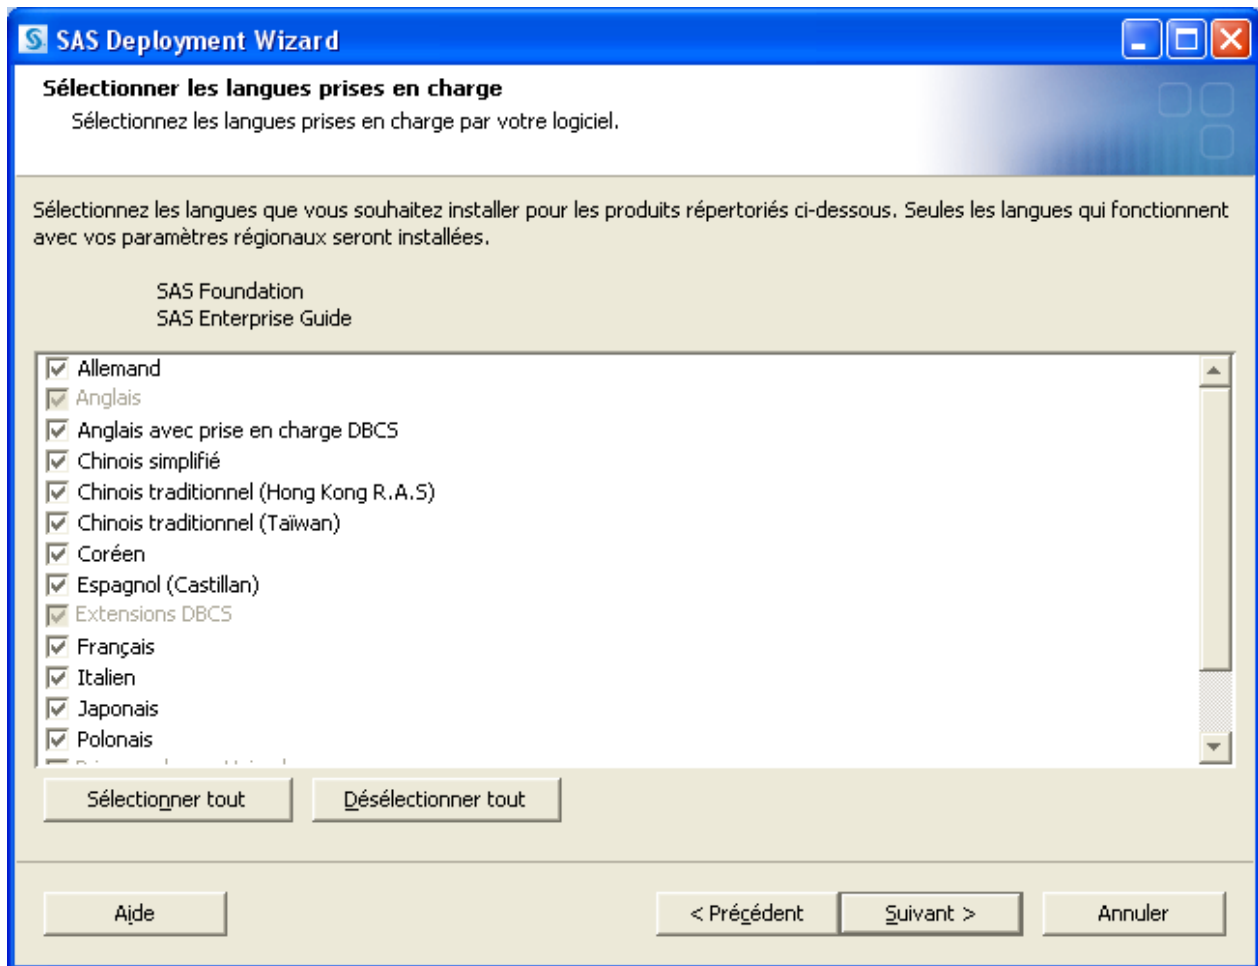 SAS Deployment Wizard
Sélectionner les langues prises en charge
Sélectionnez les langues prises en charge par votre logiciel.
Sélectionnez les langues que vous souhaitez installer pour les produits répertoriés ci-dessous. Seules les langues qui fonctionnent
avec vos paramètres régionaux seront installées.
SAS Foundation
SAS Enterprise Guide
Allemand
Anglais
Anglais avec prise en charge DBCS
Chinois simplifié
Chinois traditionnel (Hong Kong R.A.S)
Chinois traditionnel (Taïwan)
Coréen
Espagnol (Castillan)
Extensions DBCS
Français
Italien
Japonais
Polonais
Sélectionner tout
Désélectionner tout
Aide
< Précédent
Suivant >
Annuler